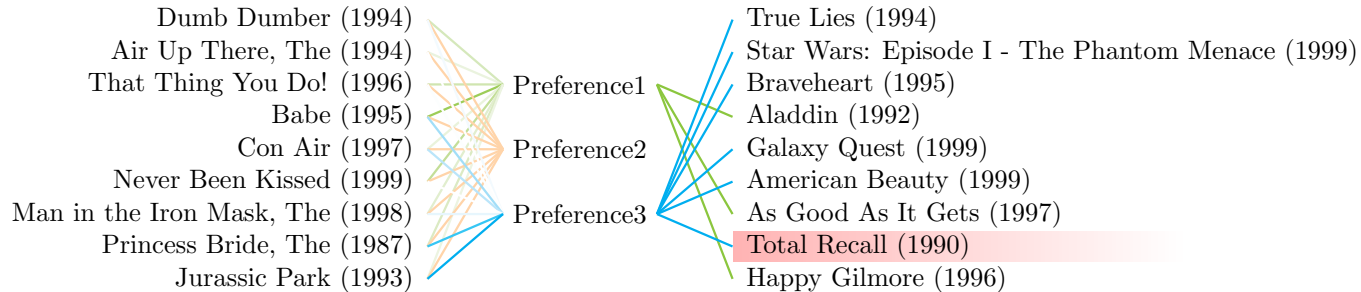 Dumb Dumber (1994)
Air Up There, The (1994)
That Thing You Do! (1996)
Babe (1995)
Con Air (1997)
Never Been Kissed (1999)
Man in the Iron Mask, The (1998)
Princess Bride, The (1987)
Jurassic Park (1993)
Preference1
Preference2
Preference3
True Lies (1994)
Star Wars: Episode I - The Phantom Menace (1999)
Braveheart (1995)
Aladdin (1992)
Galaxy Quest (1999)
American Beauty (1999)
As Good As It Gets (1997)
Total Recall (1990)
Happy Gilmore (1996)